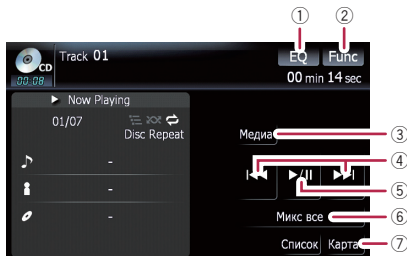 ① ②
CD
Track 01
EQ
Func
00:08
00 min 14 sec
Now Playing
01/07
Disc Repeat
Медиа ③
④
-
⑤
-
Микс все ⑥
-
Список Карта ⑦